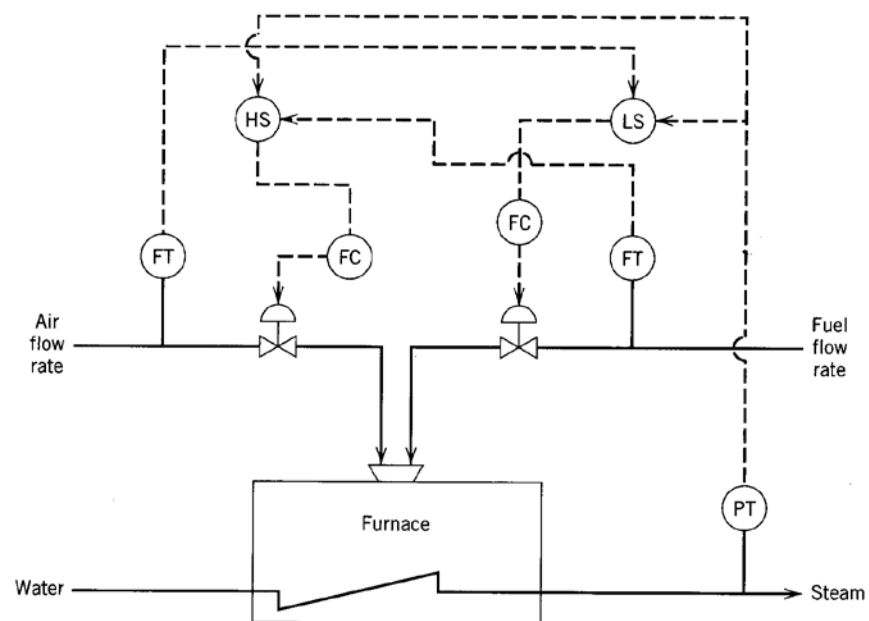 HS
LS
FC
FT
FC
FT
Air
flow
rate
Fuel
flow
rate
PT
Furnace
Water
Steam